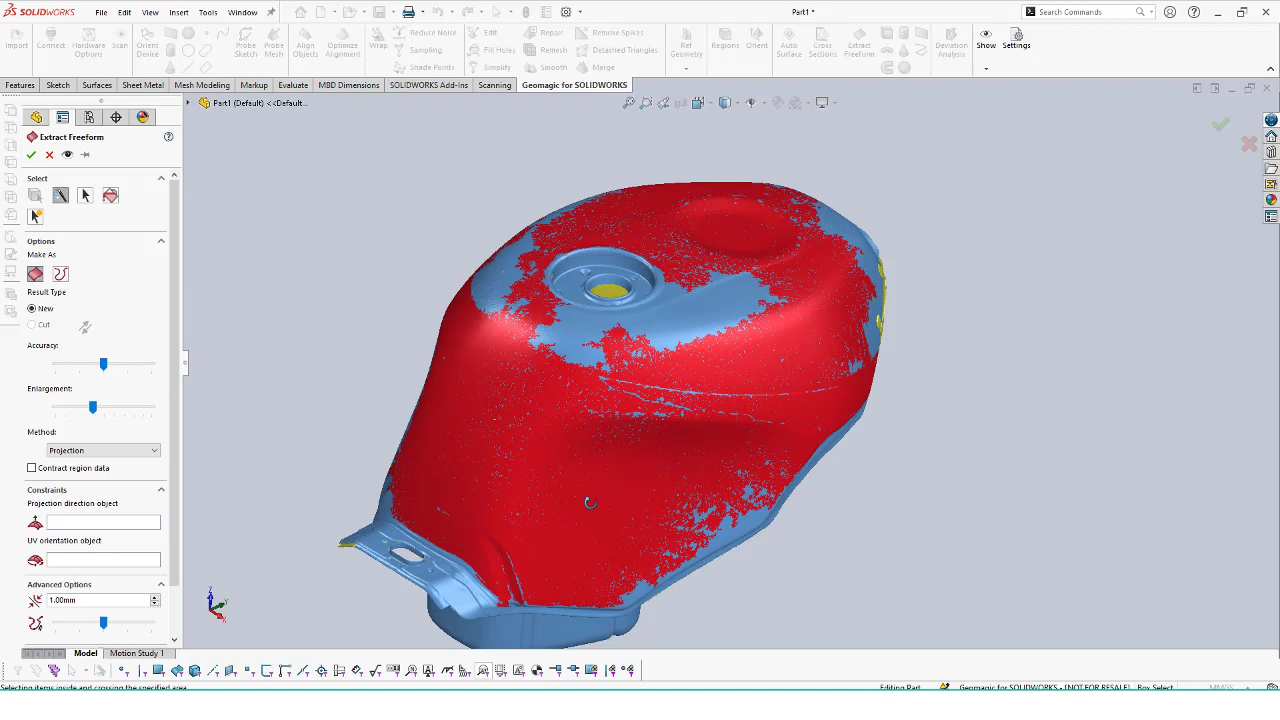 SOLIDWORKS
File Edit View Insert Tools Window
Part1 *
Search Commands
Import Connect Hardware Options Scan Orient Device Probe Sketch Probe Mesh Align Objects Optimize Alignment Wrap Reduce Noise Edit Repair Remove Spikes Ref Geometry Regions Orient Auto Surface Cross Sections Extract Freeform Deviation Analysis Show Settings
Sampling Fill Holes Remesh Detached Triangles
Shade Points Simplify Smooth Merge
Features Sketch Surfaces Sheet Metal Mesh Modeling Markup Evaluate MBD Dimensions SOLIDWORKS Add-Ins Scanning Geomagic for SOLIDWORKS
Part1 (Default) <<Default...
Extract Freeform
Select
Options
Make As
Result Type
New
Cut
Accuracy:
Enlargement:
Method:
Projection
Contract region data
Constraints
Projection direction object
UV orientation object
Advanced Options
1.00mm
Z
Y
X
Model Motion Study 1
Selecting items inside and crossing the specified area
Editing Part
Geomagic for SOLIDWORKS - [NOT FOR RESALE]
Box Select
MMGS